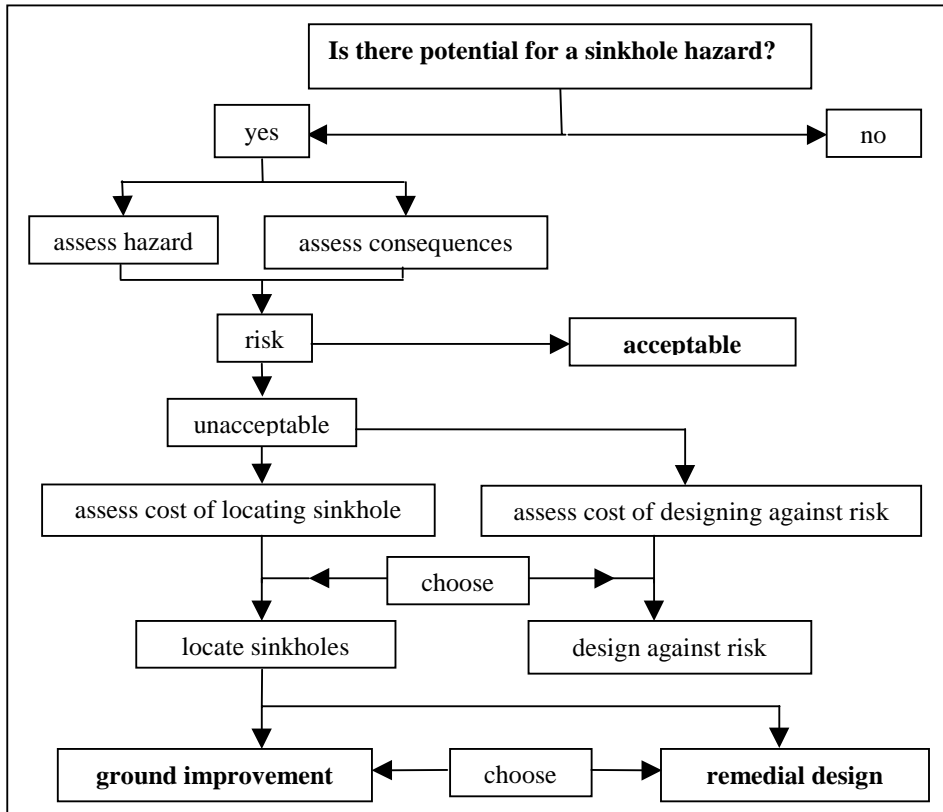 Is there potential for a sinkhole hazard?
yes
no
assess hazard
assess consequences
risk
acceptable
unacceptable
assess cost of locating sinkhole
assess cost of designing against risk
choose
locate sinkholes
design against risk
ground improvement
choose
remedial design